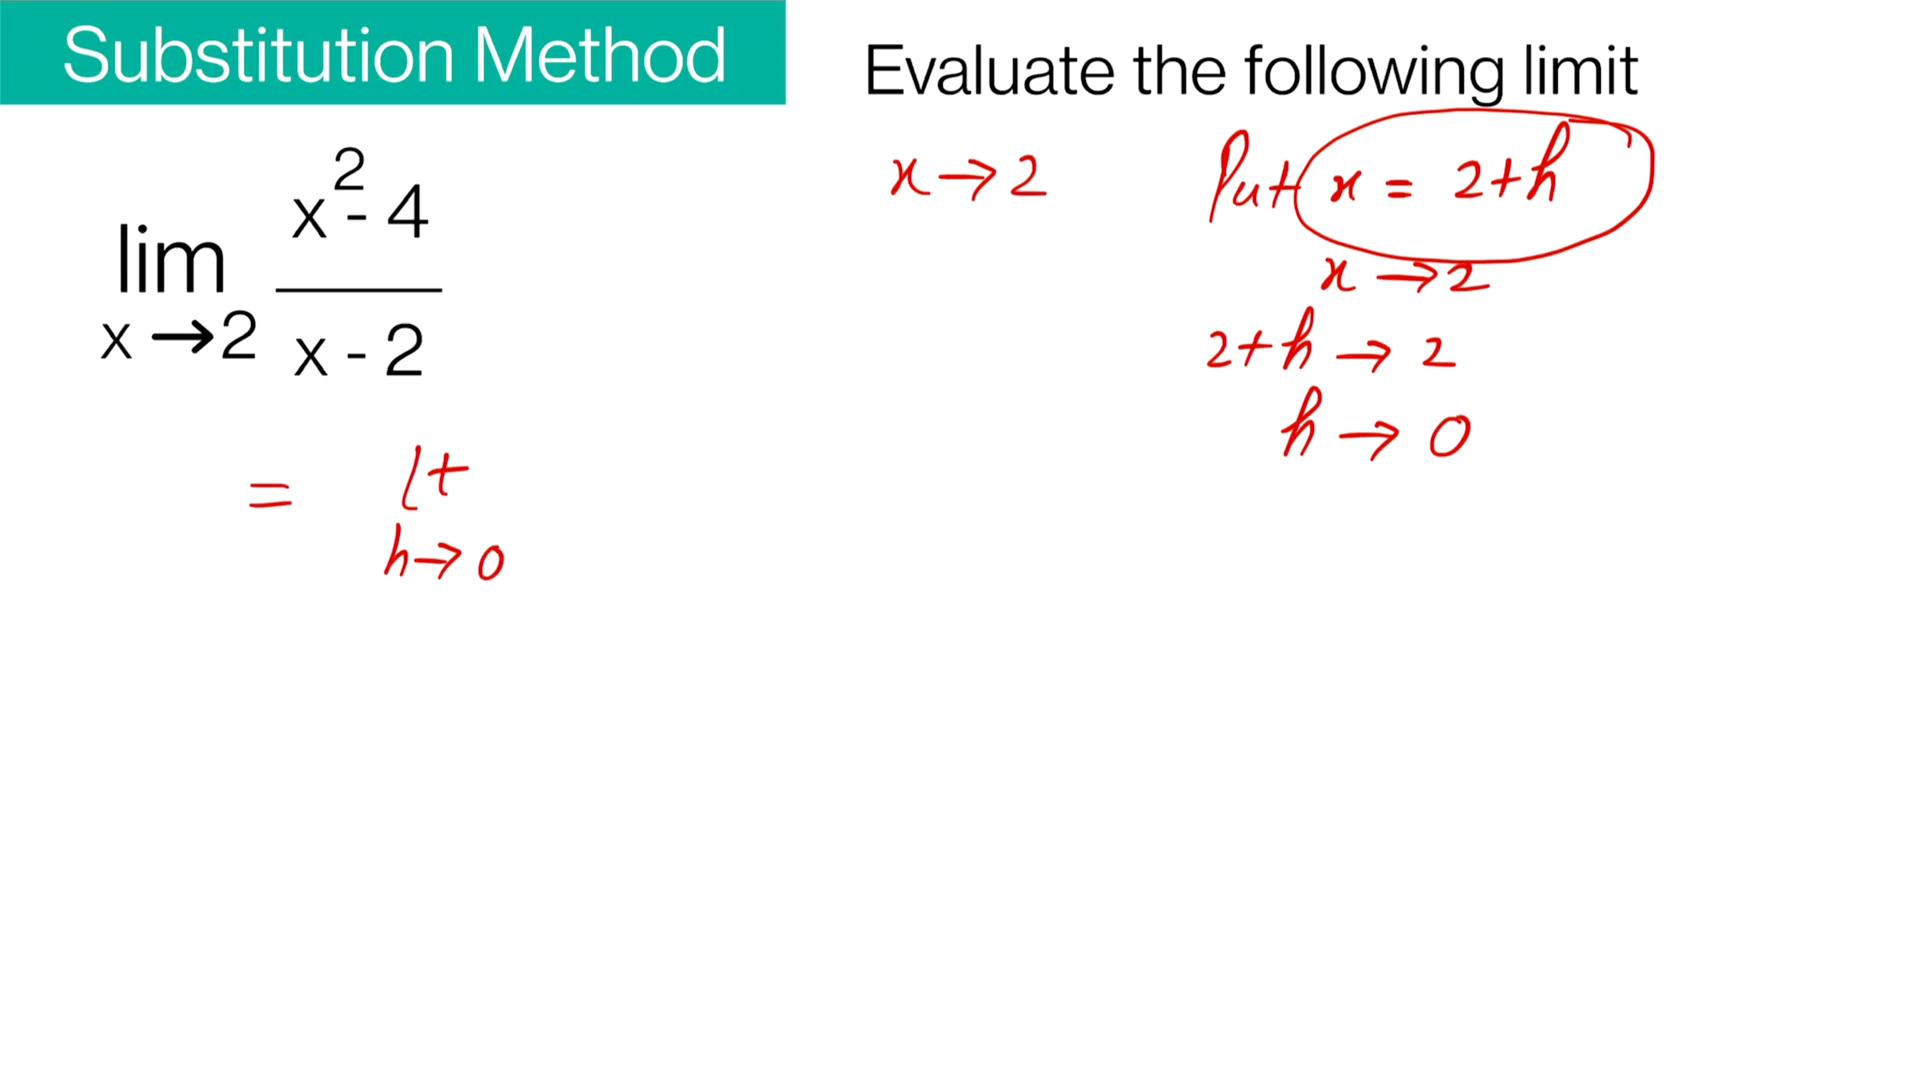 Substitution Method
Evaluate the following limit
lim x→2 (x² - 4) / (x - 2)
x → 2
Put x = 2+h
x → 2
2+h → 2
h → 0
= lt
h → 0